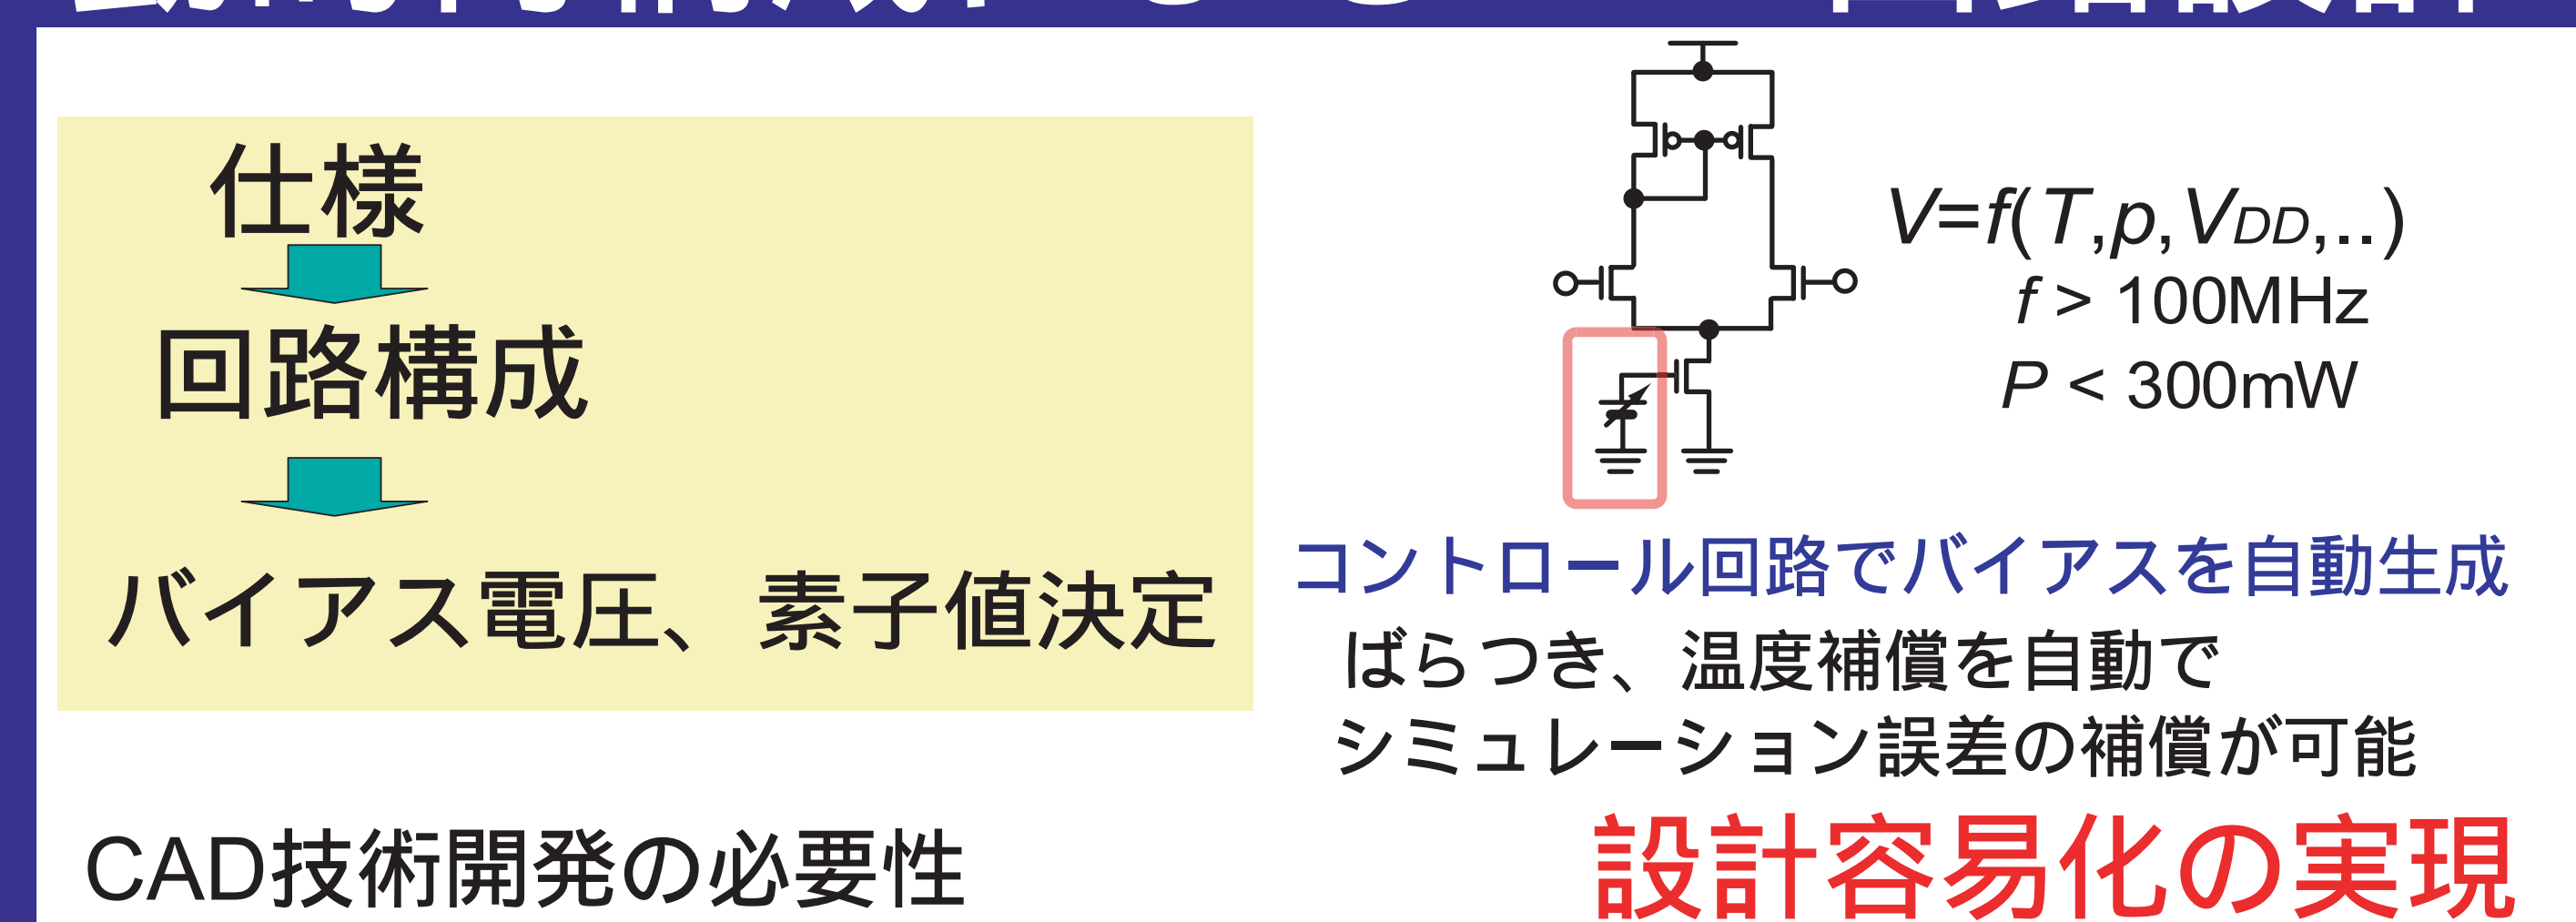 仕様
回路構成
バイアス電圧、素子値決定
CAD技術開発の必要性
V=f(T,p,VDD,..)
f > 100MHz
P < 300mW
コントロール回路でバイアスを自動生成
ばらつき、温度補償を自動で
シミュレーション誤差の補償が可能
設計容易化の実現